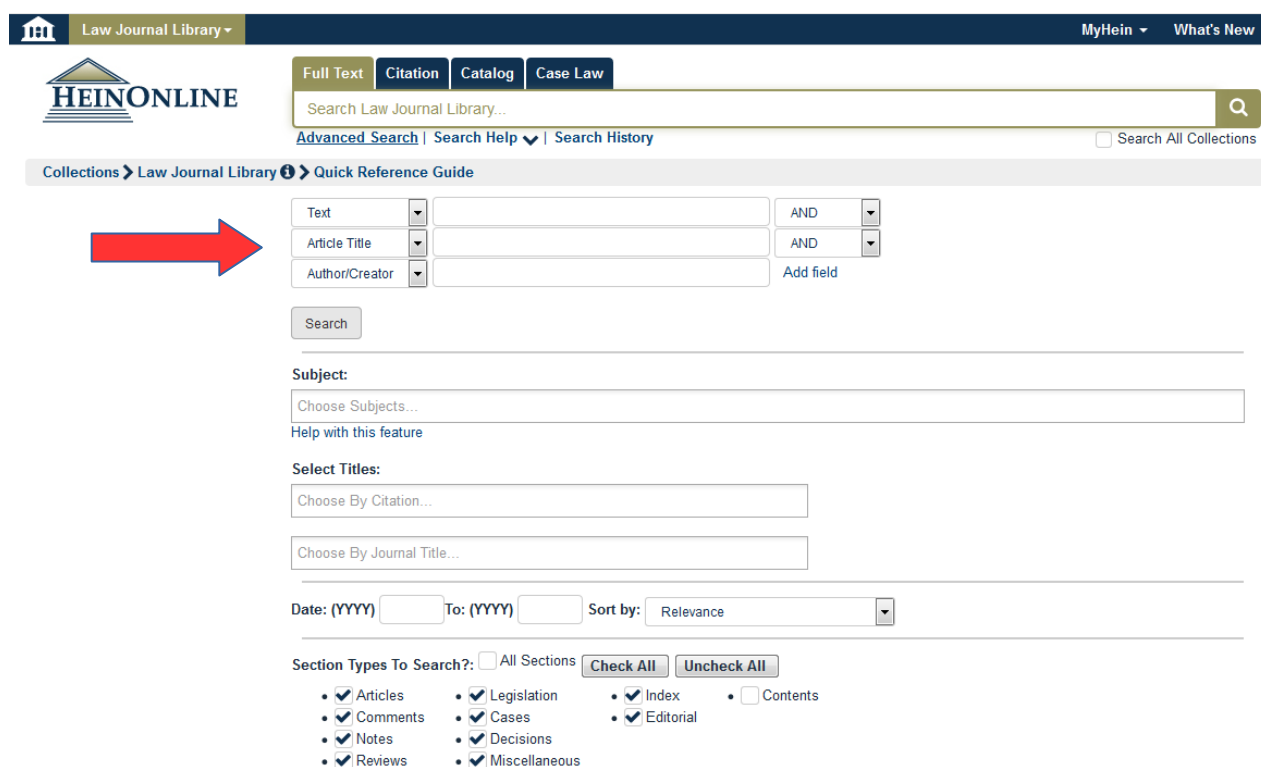 Law Journal Library MyHein What's New
HEINONLINE
Full Text Citation Catalog Case Law
Search Law Journal Library...
Advanced Search | Search Help | Search History Search All Collections
Collections Law Journal Library Quick Reference Guide
Text AND
Article Title AND
Author/Creator Add field
Search
Subject:
Choose Subjects...
Help with this feature
Select Titles:
Choose By Citation...
Choose By Journal Title...
Date: (YYYY) To: (YYYY) Sort by: Relevance
Section Types To Search?: All Sections Check All Uncheck All
• Articles • Legislation • Index • Contents
• Comments • Cases • Editorial
• Notes • Decisions
• Reviews • Miscellaneous